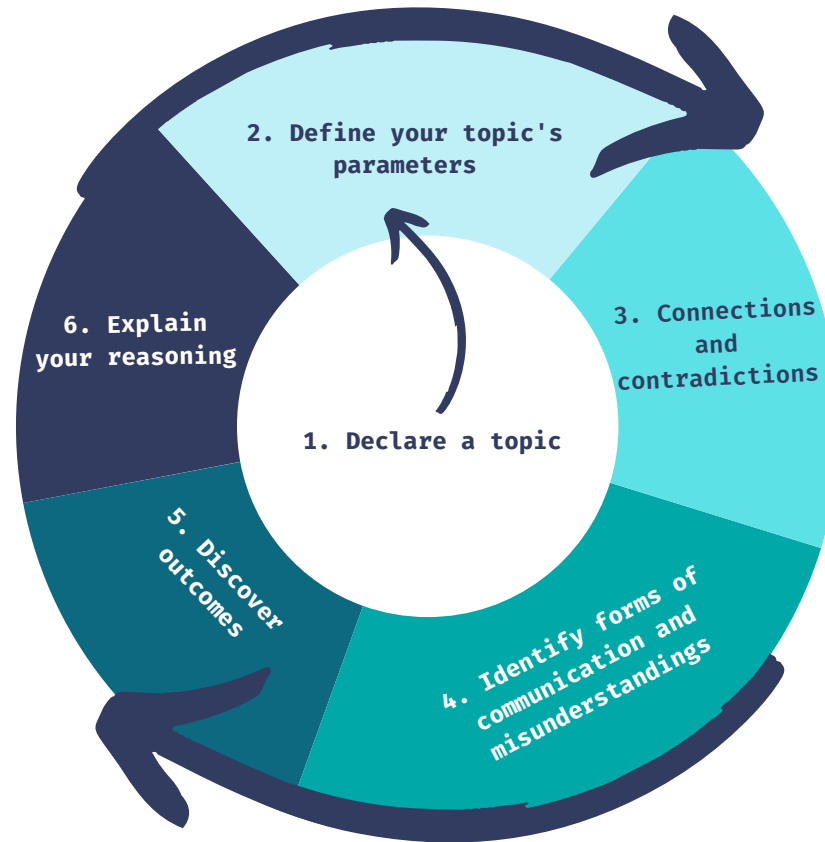 1. Declare a topic
2. Define your topic's
parameters
3. Connections
and
contradictions
4. Identify forms of
communication and
misunderstandings
5. Discover
outcomes
6. Explain
your reasoning